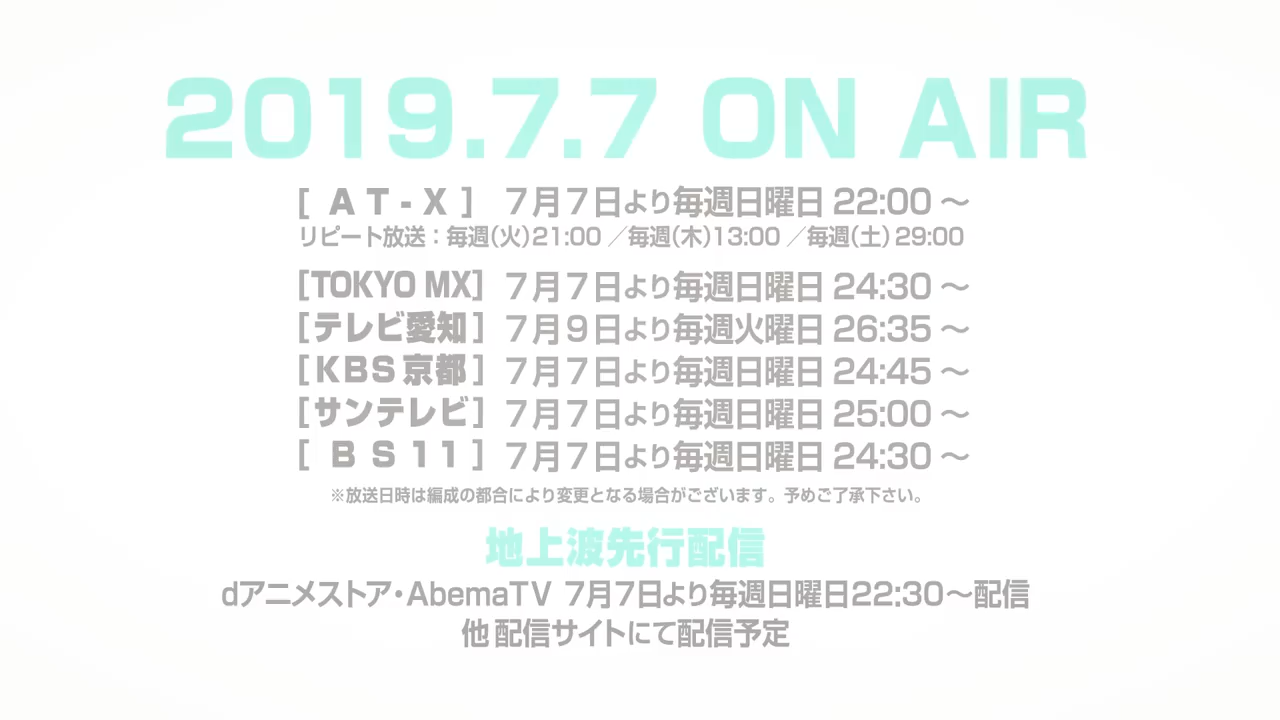 2019.7.7 ON AIR
[ AT-X ] 7月7日より毎週日曜日 22:00 ～
リピート放送：毎週(火)21:00 ／毎週(木)13:00 ／毎週(土) 29:00
[TOKYO MX] 7月7日より毎週日曜日 24:30 ～
[テレビ愛知] 7月9日より毎週火曜日 26:35 ～
[KBS京都] 7月7日より毎週日曜日 24:45 ～
[サンテレビ] 7月7日より毎週日曜日 25:00 ～
[ BS11 ] 7月7日より毎週日曜日 24:30 ～
※放送日時は編成の都合により変更となる場合がございます。予めご了承下さい。
地上波先行配信
dアニメストア・AbemaTV 7月7日より毎週日曜日22:30～配信
他 配信サイトにて配信予定